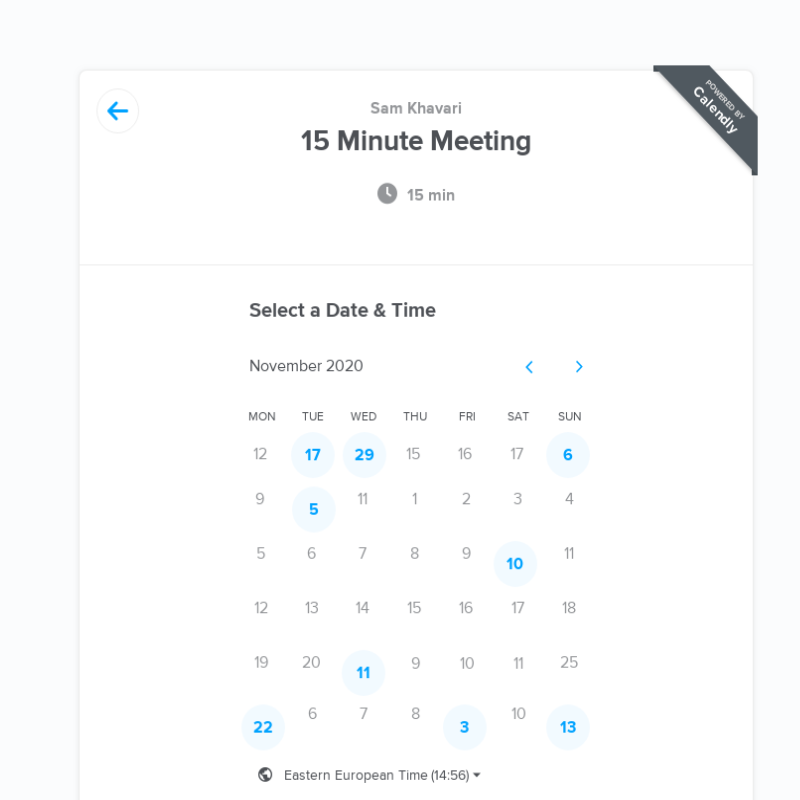 POWERED BY
Calendly
Sam Khavari
15 Minute Meeting
15 min
Select a Date & Time
November 2020
MON TUE WED THU FRI SAT SUN
12 17 29 15 16 17 6
9 5 11 1 2 3 4
5 6 7 8 9 10 11
12 13 14 15 16 17 18
19 20 11 9 10 11 25
22 6 7 8 3 10 13
Eastern European Time (14:56)